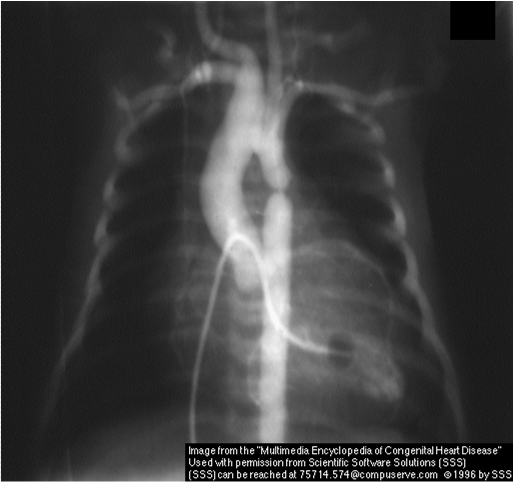 Image from the "Multimedia Encyclopedia of Congenital Heart Disease"
Used with permission from Scientific Software Solutions (SSS)
(SSS) can be reached at 75714.574@compuserve.com ©1996 by SSS